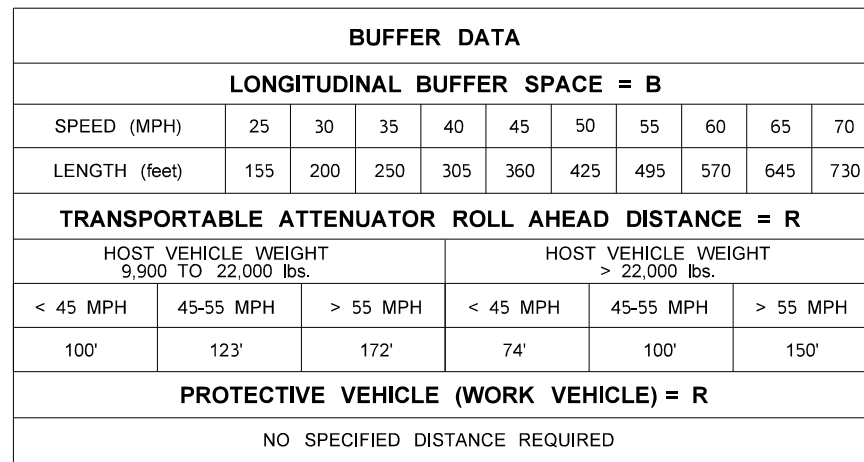 BUFFER DATA
LONGITUDINAL BUFFER SPACE = B
SPEED (MPH) 25 30 35 40 45 50 55 60 65 70
LENGTH (feet) 155 200 250 305 360 425 495 570 645 730
TRANSPORTABLE ATTENUATOR ROLL AHEAD DISTANCE = R
HOST VEHICLE WEIGHT HOST VEHICLE WEIGHT
9,900 TO 22,000 lbs. > 22,000 lbs.
< 45 MPH 45-55 MPH > 55 MPH < 45 MPH 45-55 MPH > 55 MPH
100' 123' 172' 74' 100' 150'
PROTECTIVE VEHICLE (WORK VEHICLE) = R
NO SPECIFIED DISTANCE REQUIRED